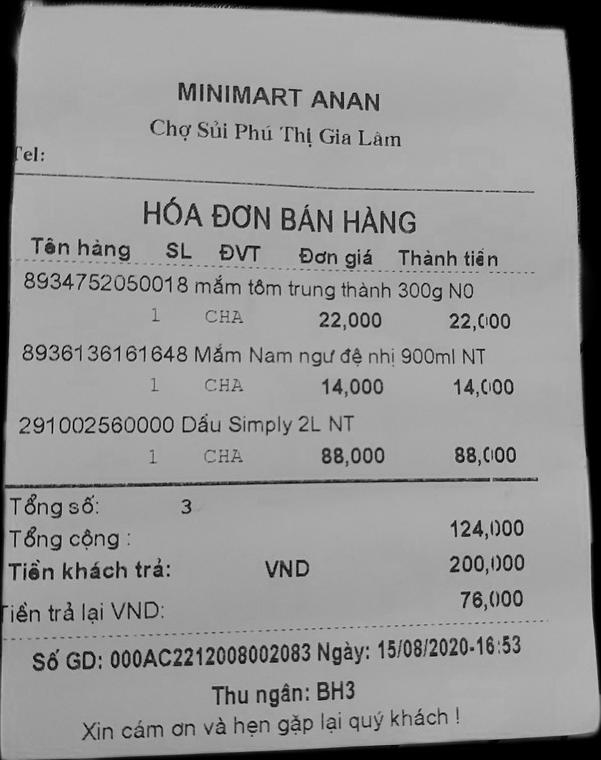 MINIMART ANAN
Chợ Sủi Phú Thị Gia Lâm
Tel:
HÓA ĐƠN BÁN HÀNG
Tên hàng SL ĐVT Đơn giá Thành tiền
8934752050018 mắm tôm trung thành 300g N0
1 CHA 22,000 22,000
8936136161648 Mắm Nam ngư đệ nhị 900ml NT
1 CHA 14,000 14,000
291002560000 Dầu Simply 2L NT
1 CHA 88,000 88,000
Tổng số: 3
Tổng cộng : 124,000
Tiền khách trả: VND 200,000
Tiền trả lại VND: 76,000
Số GD: 000AC2212008002083 Ngày: 15/08/2020-16:53
Thu ngân: BH3
Xin cám ơn và hẹn gặp lại quý khách !